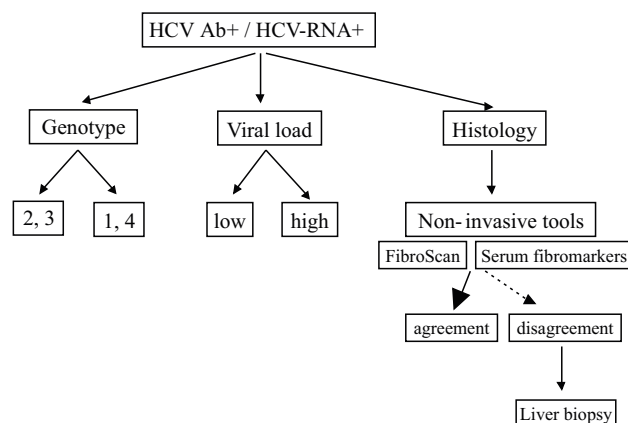 HCV Ab+ / HCV-RNA+
Genotype
Viral load
Histology
2, 3
1, 4
low
high
Non-invasive tools
FibroScan
Serum fibromarkers
agreement
disagreement
Liver biopsy